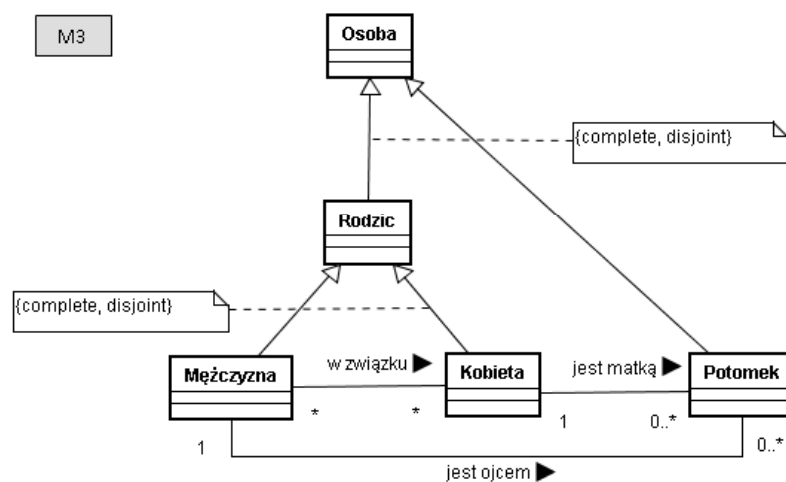 M3
Osoba
{complete, disjoint}
Rodzic
{complete, disjoint}
w związku ▶
jest matką ▶
Mężczyzna
Kobieta
Potomek
* *
1 0..*
1 0..*
jest ojcem ▶